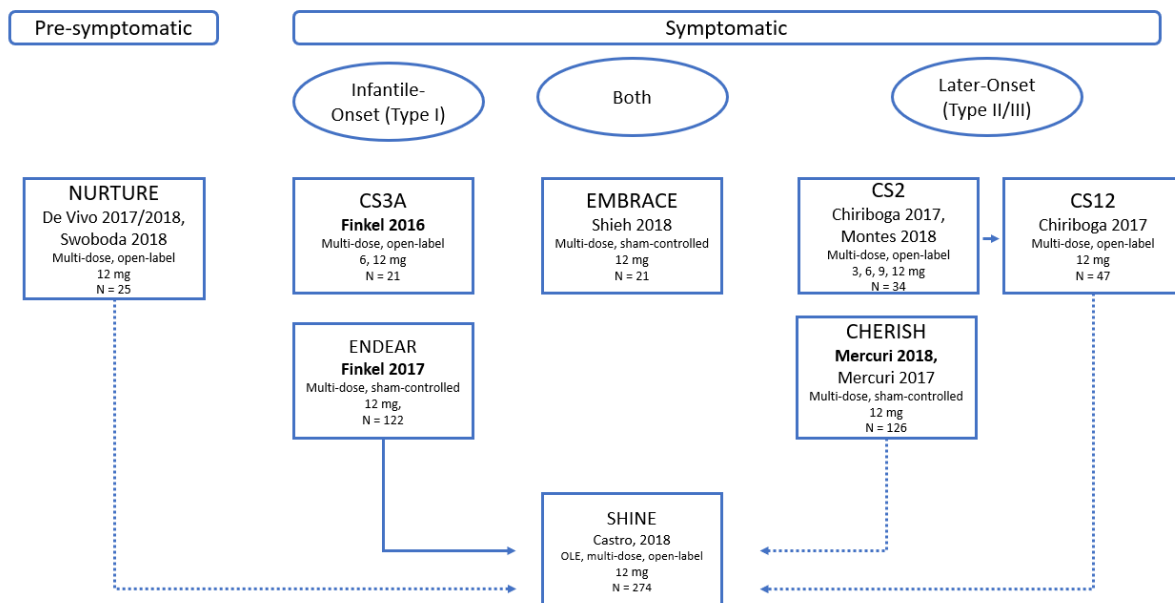 Pre-symptomatic
Symptomatic
Infantile-
Onset (Type I)
Both
Later-Onset
(Type II/III)
NURTURE
De Vivo 2017/2018,
Swoboda 2018
Multi-dose, open-label
12 mg
N = 25
CS3A
Finkel 2016
Multi-dose, open-label
6, 12 mg
N = 21
EMBRACE
Shieh 2018
Multi-dose, sham-controlled
12 mg
N = 21
CS2
Chiriboga 2017,
Montes 2018
Multi-dose, open-label
3, 6, 9, 12 mg
N = 34
CS12
Chiriboga 2017
Multi-dose, open-label
12 mg
N = 47
ENDEAR
Finkel 2017
Multi-dose, sham-controlled
12 mg,
N = 122
CHERISH
Mercuri 2018,
Mercuri 2017
Multi-dose, sham-controlled
12 mg
N = 126
SHINE
Castro, 2018
OLE, multi-dose, open-label
12 mg
N = 274